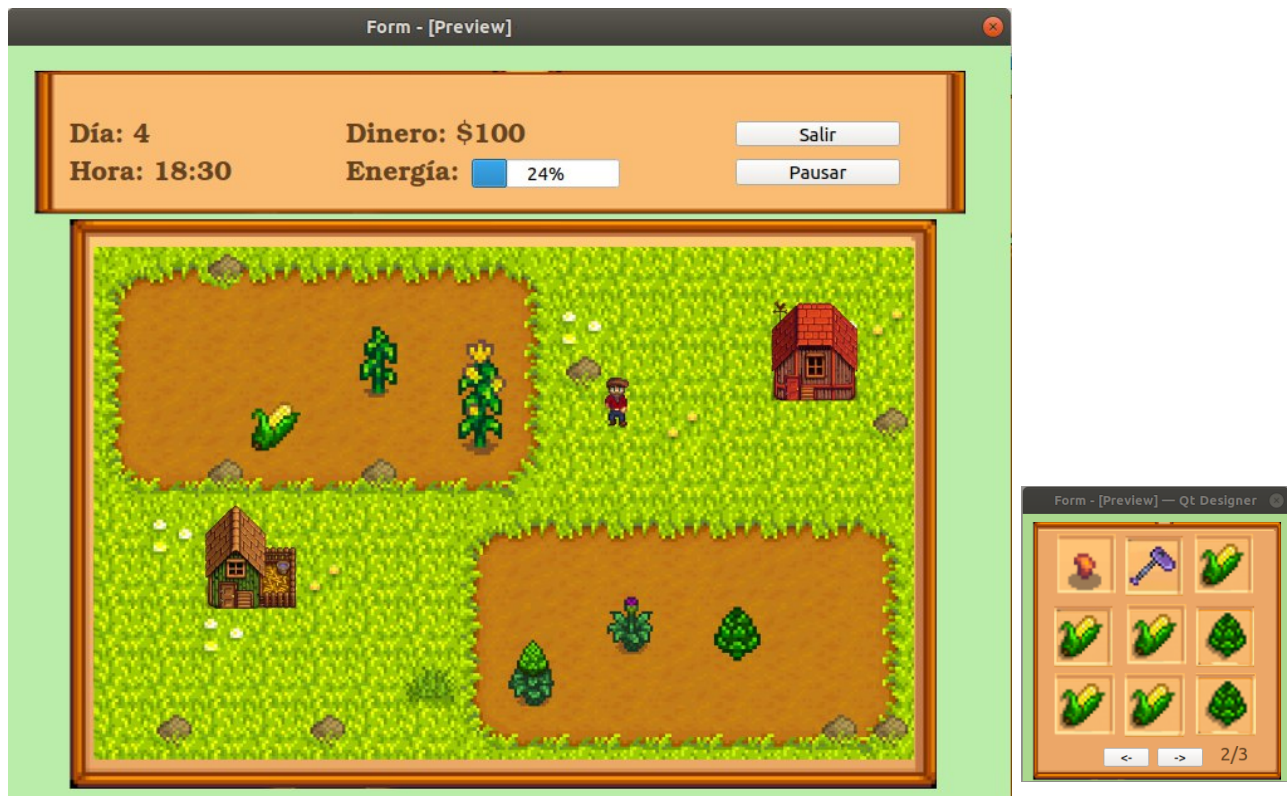 Form - [Preview]
Día: 4
Dinero: $100
Salir
Hora: 18:30
Energía: 24%
Pausar
Form - [Preview] — Qt Designer
<- -> 2/3